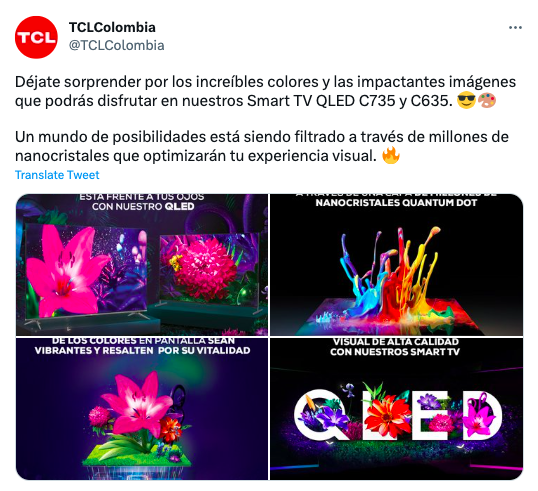 TCL
TCLColombia
@TCLColombia
Déjate sorprender por los increíbles colores y las impactantes imágenes
que podrás disfrutar en nuestros Smart TV QLED C735 y C635. 😎🎨
Un mundo de posibilidades está siendo filtrado a través de millones de
nanocristales que optimizarán tu experiencia visual. 🔥
Translate Tweet
ESTÁ FRENTE A TUS OJOS
CON NUESTRO QLED
A TRAVÉS DE UNA CAPA DE MILLONES DE
NANOCRISTALES QUANTUM DOT
DE LOS COLORES EN PANTALLA SEAN
VIBRANTES Y RESALTEN POR SU VITALIDAD
VISUAL DE ALTA CALIDAD
CON NUESTROS SMART TV
QLED